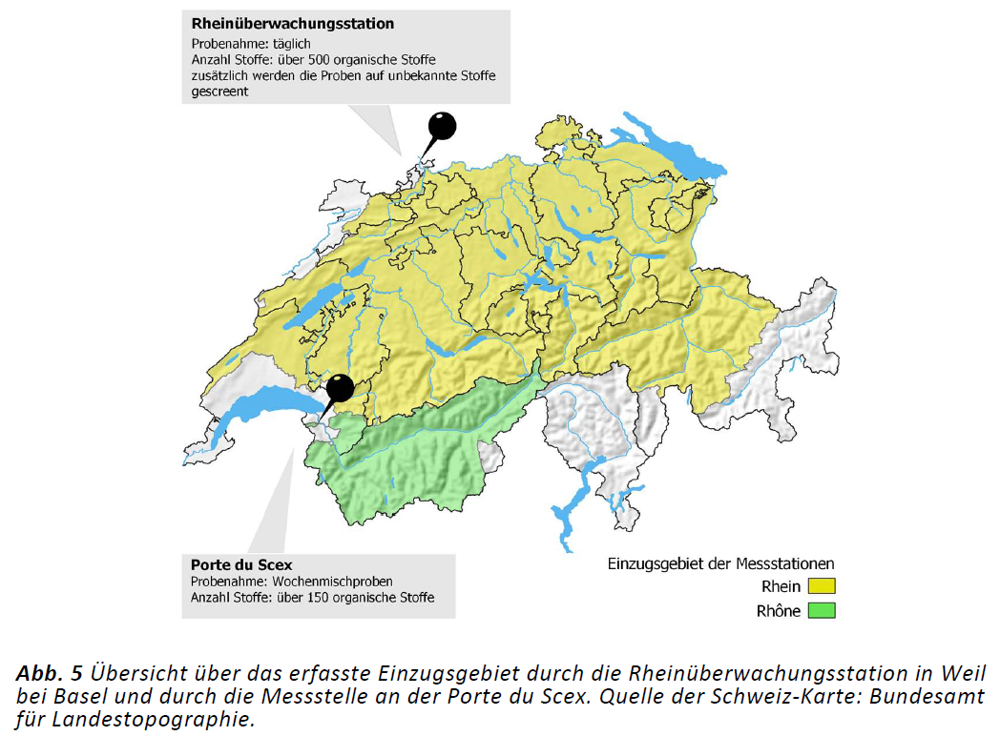 Rheinüberwachungsstation
Probenahme: täglich
Anzahl Stoffe: über 500 organische Stoffe
zusätzlich werden die Proben auf unbekannte Stoffe
gescreent
Porte du Scex
Probenahme: Wochenmischproben
Anzahl Stoffe: über 150 organische Stoffe
Einzugsgebiet der Messstationen
Rhein
Rhône
Abb. 5 Übersicht über das erfasste Einzugsgebiet durch die Rheinüberwachungsstation in Weil
bei Basel und durch die Messstelle an der Porte du Scex. Quelle der Schweiz-Karte: Bundesamt
für Landestopographie.